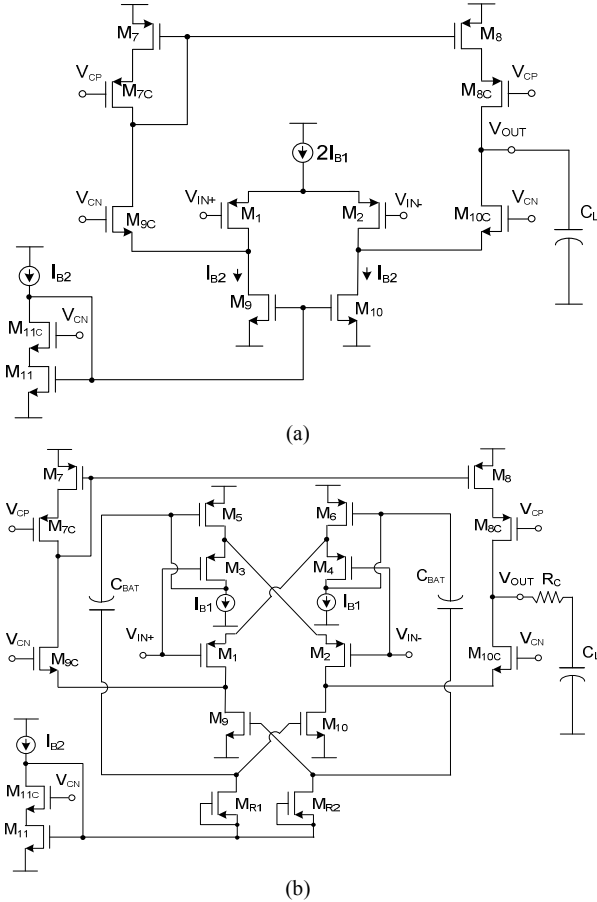 M7 M8
VCP M7C M8C VCP
VOUT
2IB1
VCN M9C VIN+ M1 M2 VIN- M10C VCN CL
IB2 IB2
IB2 M9 M10
M11C VCN
M11
(a)
M7 M5 M6 M8
VCP M7C M8C VCP
CBAT M3 M4 CBAT
IB1 IB1 VOUT RC
VCN M9C VIN+ M1 M2 VIN- M10C VCN CL
M9 M10
IB2
M11C VCN MR1 MR2
M11
(b)